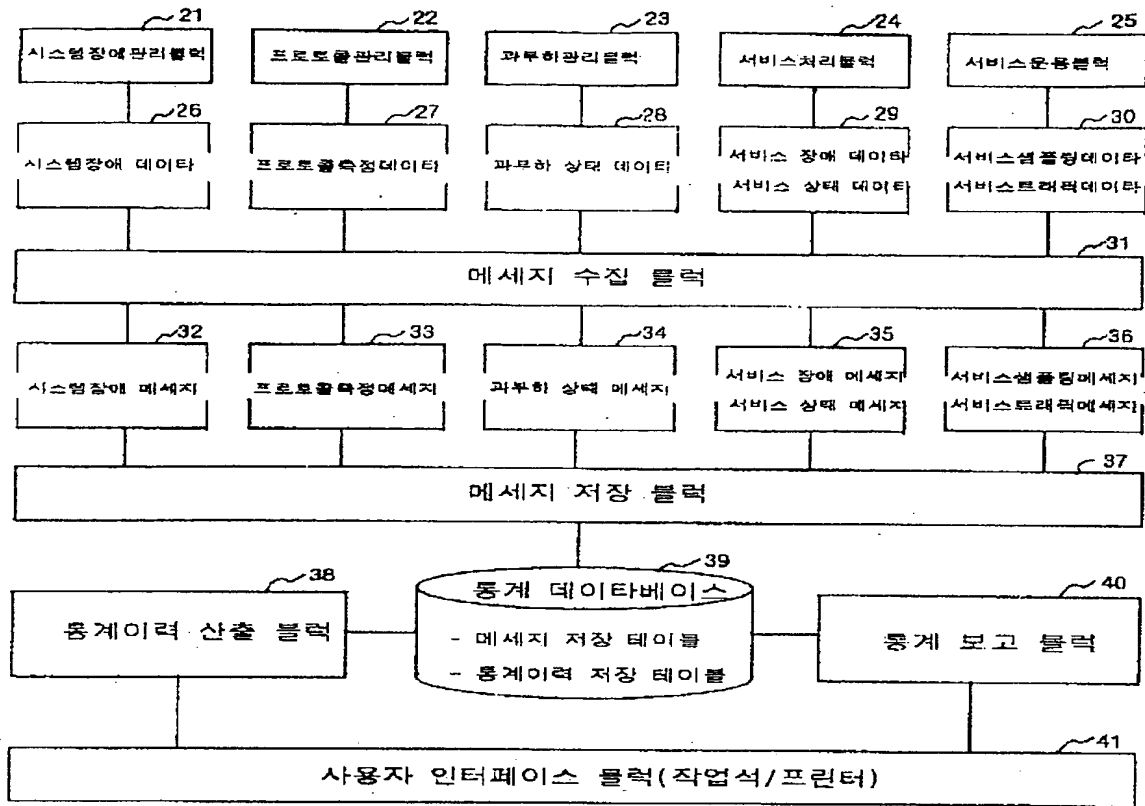 21 22 23 24 25
시스템장애관리블럭 프로토콜관리블럭 과부하관리블럭 서비스처리블럭 서비스운용블럭
26 27 28 29 30
시스템장애 데이타 프로토콜측정데이타 과부하 상태 데이타 서비스 장애 데이타 서비스샘플링데이타
서비스 상태 데이타 서비스트래픽데이타
31
메세지 수집 블럭
32 33 34 35 36
시스템장애 메세지 프로토콜측정메세지 과부하 상태 메세지 서비스 장애 메세지 서비스샘플링메세지
서비스 상태 메세지 서비스트래픽메세지
37
메세지 저장 블럭
38 39 40
통계 데이타베이스
통계이력 산출 블럭 - 메세지 저장 테이블 통계 보고 블럭
- 통계이력 저장 테이블
41
사용자 인터페이스 블럭(작업석/프린터)